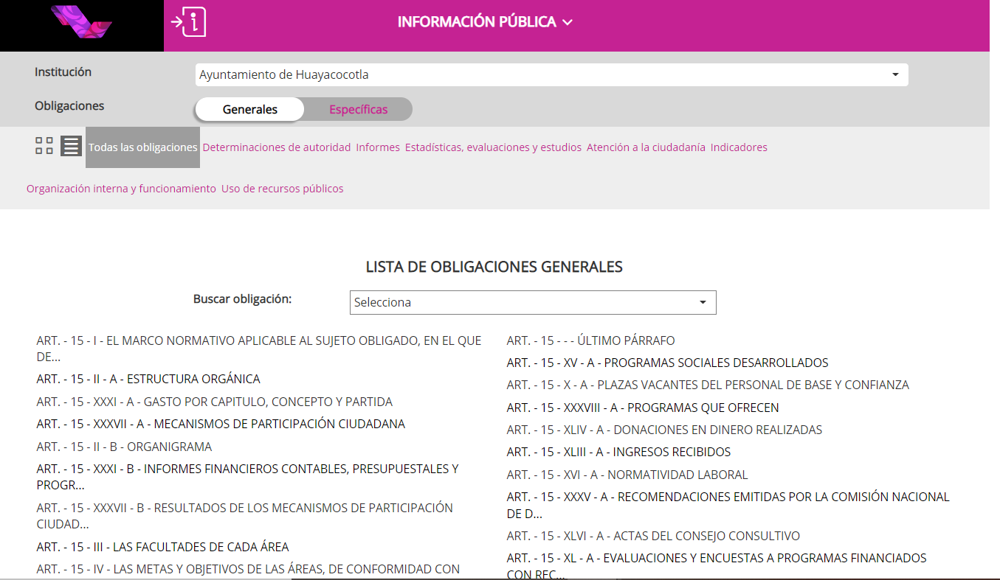 INFORMACIÓN PÚBLICA
Institución
Ayuntamiento de Huayacocotla
Obligaciones
Generales
Específicas
Todas las obligaciones Determinaciones de autoridad Informes Estadísticas, evaluaciones y estudios Atención a la ciudadanía Indicadores
Organización interna y funcionamiento Uso de recursos públicos
LISTA DE OBLIGACIONES GENERALES
Buscar obligación:
Selecciona
ART. - 15 - I - EL MARCO NORMATIVO APLICABLE AL SUJETO OBLIGADO, EN EL QUE
DE...
ART. - 15 - II - A - ESTRUCTURA ORGÁNICA
ART. - 15 - XXXI - A - GASTO POR CAPITULO, CONCEPTO Y PARTIDA
ART. - 15 - XXXVII - A - MECANISMOS DE PARTICIPACIÓN CIUDADANA
ART. - 15 - II - B - ORGANIGRAMA
ART. - 15 - XXXI - B - INFORMES FINANCIEROS CONTABLES, PRESUPUESTALES Y
PROGR...
ART. - 15 - XXXVII - B - RESULTADOS DE LOS MECANISMOS DE PARTICIPACIÓN
CIUDAD...
ART. - 15 - III - LAS FACULTADES DE CADA ÁREA
ART. - 15 - IV - LAS METAS Y OBJETIVOS DE LAS ÁREAS, DE CONFORMIDAD CON
ART. - 15 - - - ÚLTIMO PÁRRAFO
ART. - 15 - XV - A - PROGRAMAS SOCIALES DESARROLLADOS
ART. - 15 - X - A - PLAZAS VACANTES DEL PERSONAL DE BASE Y CONFIANZA
ART. - 15 - XXXVIII - A - PROGRAMAS QUE OFRECEN
ART. - 15 - XLIV - A - DONACIONES EN DINERO REALIZADAS
ART. - 15 - XLIII - A - INGRESOS RECIBIDOS
ART. - 15 - XVI - A - NORMATIVIDAD LABORAL
ART. - 15 - XXXV - A - RECOMENDACIONES EMITIDAS POR LA COMISIÓN NACIONAL
DE D...
ART. - 15 - XLVI - A - ACTAS DEL CONSEJO CONSULTIVO
ART. - 15 - XL - A - EVALUACIONES Y ENCUESTAS A PROGRAMAS FINANCIADOS
CON REC...